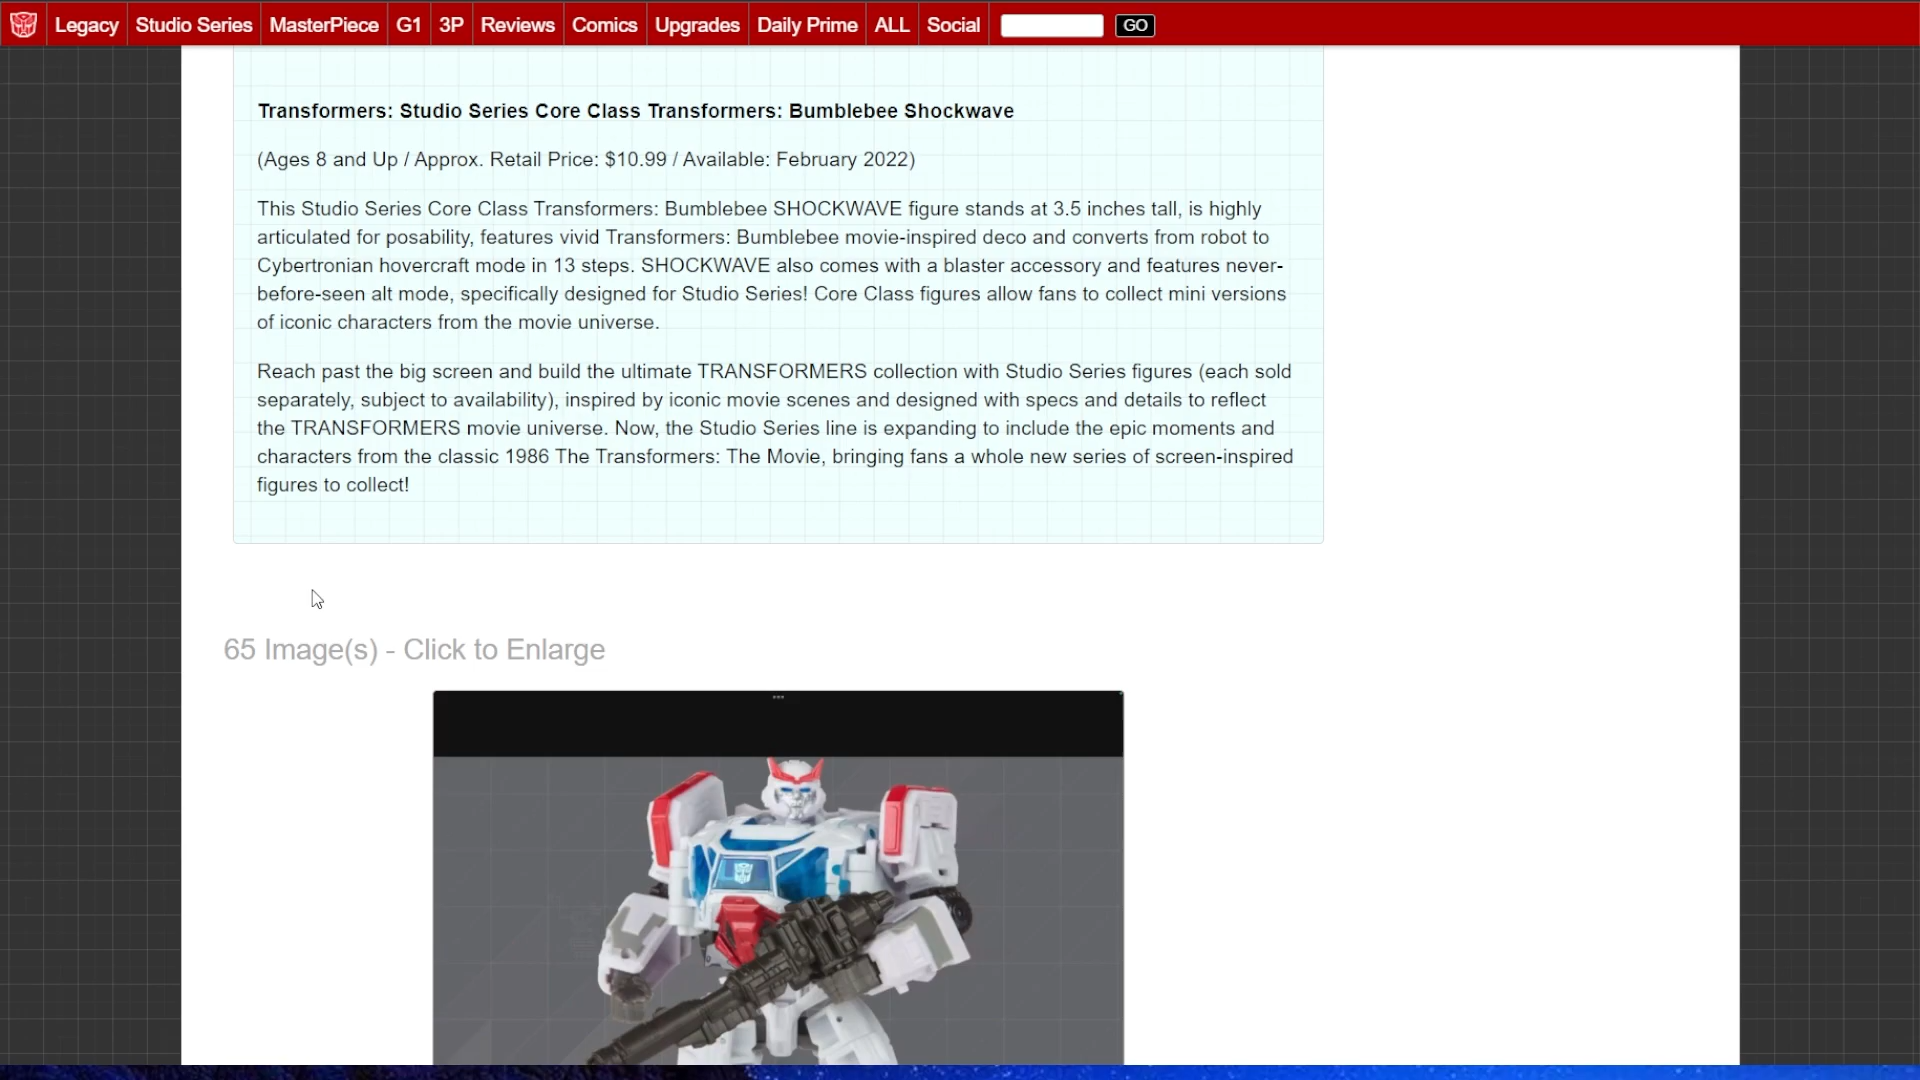 Legacy Studio Series MasterPiece G1 3P Reviews Comics Upgrades Daily Prime ALL Social GO
Transformers: Studio Series Core Class Transformers: Bumblebee Shockwave
(Ages 8 and Up / Approx. Retail Price: $10.99 / Available: February 2022)
This Studio Series Core Class Transformers: Bumblebee SHOCKWAVE figure stands at 3.5 inches tall, is highly
articulated for posability, features vivid Transformers: Bumblebee movie-inspired deco and converts from robot to
Cybertronian hovercraft mode in 13 steps. SHOCKWAVE also comes with a blaster accessory and features never-
before-seen alt mode, specifically designed for Studio Series! Core Class figures allow fans to collect mini versions
of iconic characters from the movie universe.
Reach past the big screen and build the ultimate TRANSFORMERS collection with Studio Series figures (each sold
separately, subject to availability), inspired by iconic movie scenes and designed with specs and details to reflect
the TRANSFORMERS movie universe. Now, the Studio Series line is expanding to include the epic moments and
characters from the classic 1986 The Transformers: The Movie, bringing fans a whole new series of screen-inspired
figures to collect!
65 Image(s) - Click to Enlarge